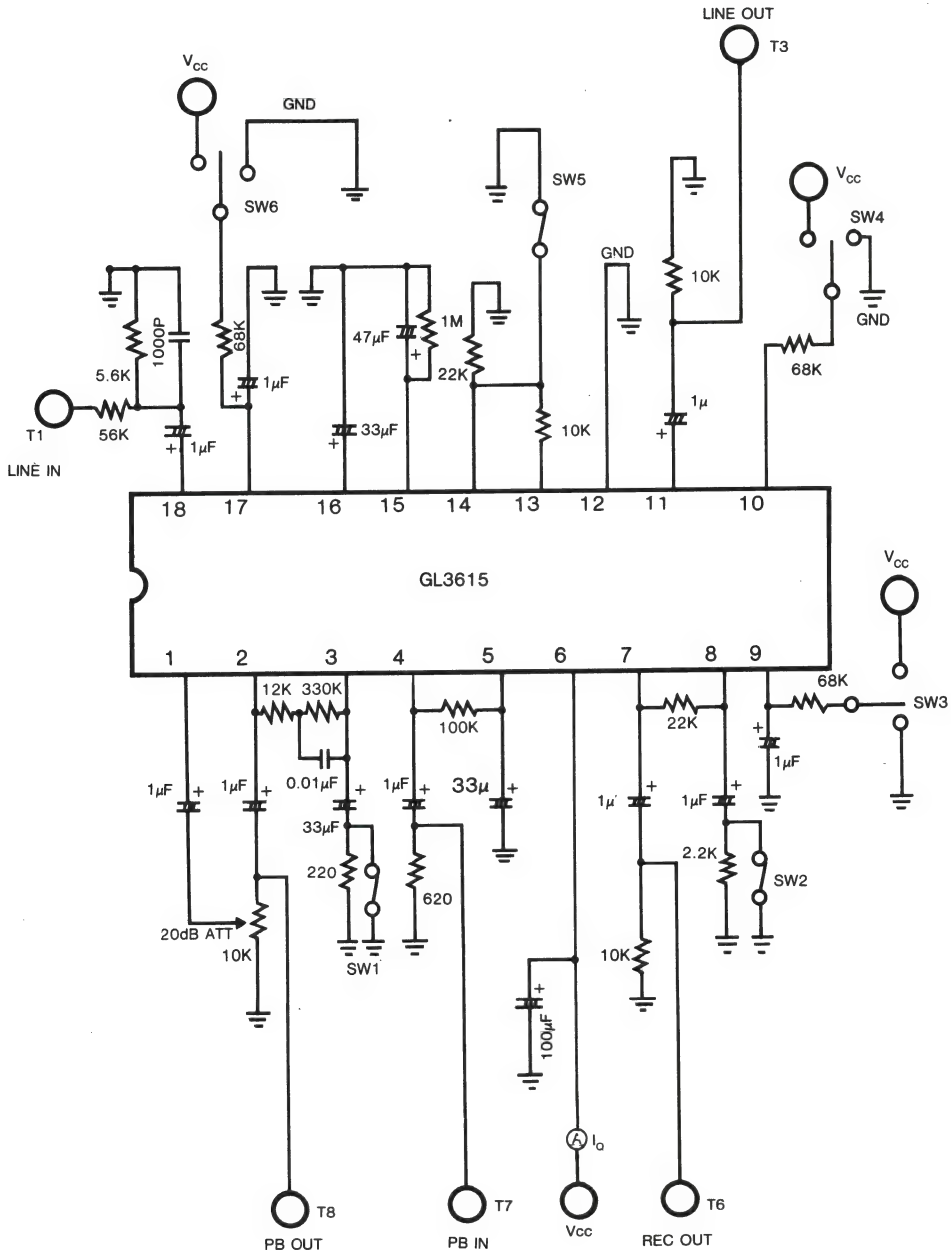 LINE OUT
T3
V_CC
GND
SW6
SW5
V_CC
SW4
GND
GND
10K
1000P
68K
1M
47μF
22K
68K
5.6K
1μF
T1
56K
1μF
33μF
10K
1μ
LINE IN
18 17 16 15 14 13 12 11 10
GL3615
V_CC
1 2 3 4 5 6 7 8 9
12K 330K
68K
SW3
100K
22K
1μF
0.01μF
1μF
1μF
1μF
33μ
1μ
1μF
33μF
220
620
2.2K
SW2
20dB ATT
10K
SW1
10K
100μF
I_Q
T8
T7
T6
PB OUT
PB IN
Vcc
REC OUT